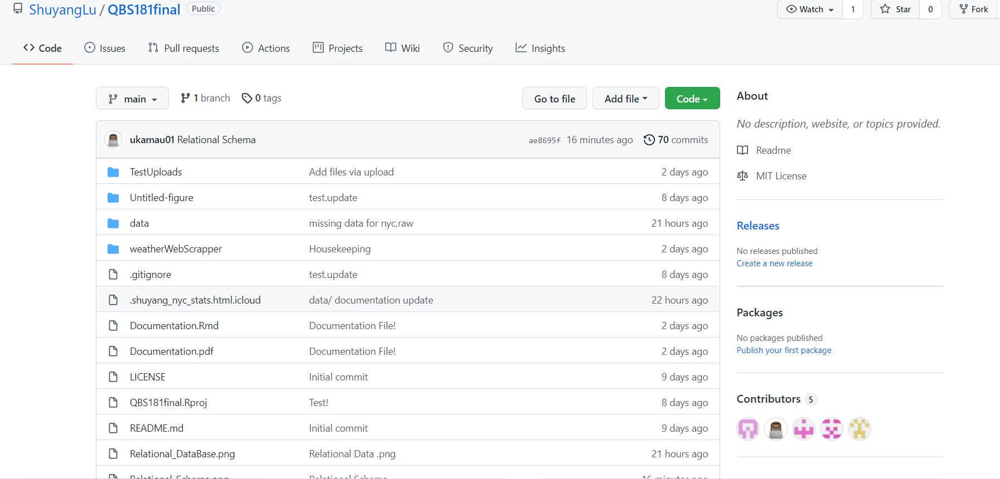 ShuyangLu / QBS181final Public
Watch 1 Star 0 Fork
Code Issues Pull requests Actions Projects Wiki Security Insights
main 1 branch 0 tags Go to file Add file Code
ukamau01 Relational Schema ae8695f 16 minutes ago 70 commits
TestUploads Add files via upload 2 days ago
Untitled-figure test.update 8 days ago
data missing data for nyc,raw 21 hours ago
weatherWebScrapper Housekeeping 2 days ago
.gitignore test.update 8 days ago
.shuyang_nyc_stats.html.icloud data/ documentation update 22 hours ago
Documentation.Rmd Documentation File! 2 days ago
Documentation.pdf Documentation File! 2 days ago
LICENSE Initial commit 9 days ago
QBS181final.Rproj Test! 8 days ago
README.md Initial commit 9 days ago
Relational_DataBase.png Relational Data .png 21 hours ago
Relational_Schema.png Relational Schema 16 minutes ago
About
No description, website, or topics provided.
Readme
MIT License
Releases
No releases published
Create a new release
Packages
No packages published
Publish your first package
Contributors 5